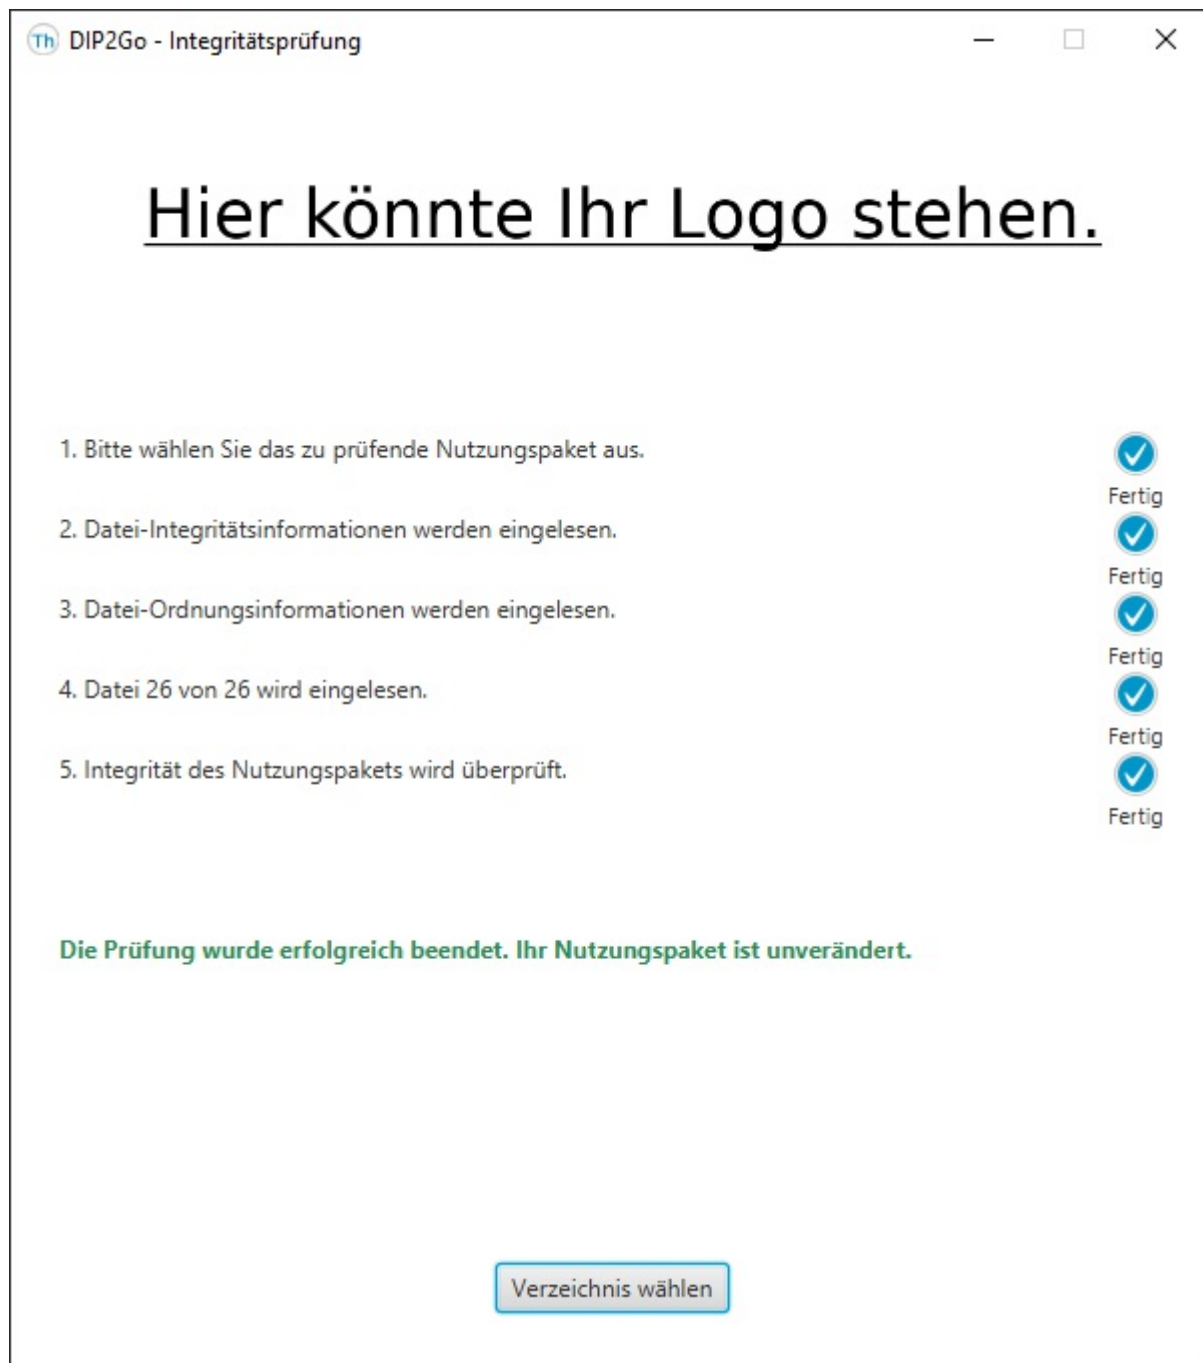 Th DIP2Go - Integritätsprüfung
Hier könnte Ihr Logo stehen.
1. Bitte wählen Sie das zu prüfende Nutzungspaket aus.
Fertig
2. Datei-Integritätsinformationen werden eingelesen.
Fertig
3. Datei-Ordnungsinformationen werden eingelesen.
Fertig
4. Datei 26 von 26 wird eingelesen.
Fertig
5. Integrität des Nutzungspakets wird überprüft.
Fertig
Die Prüfung wurde erfolgreich beendet. Ihr Nutzungspaket ist unverändert.
Verzeichnis wählen